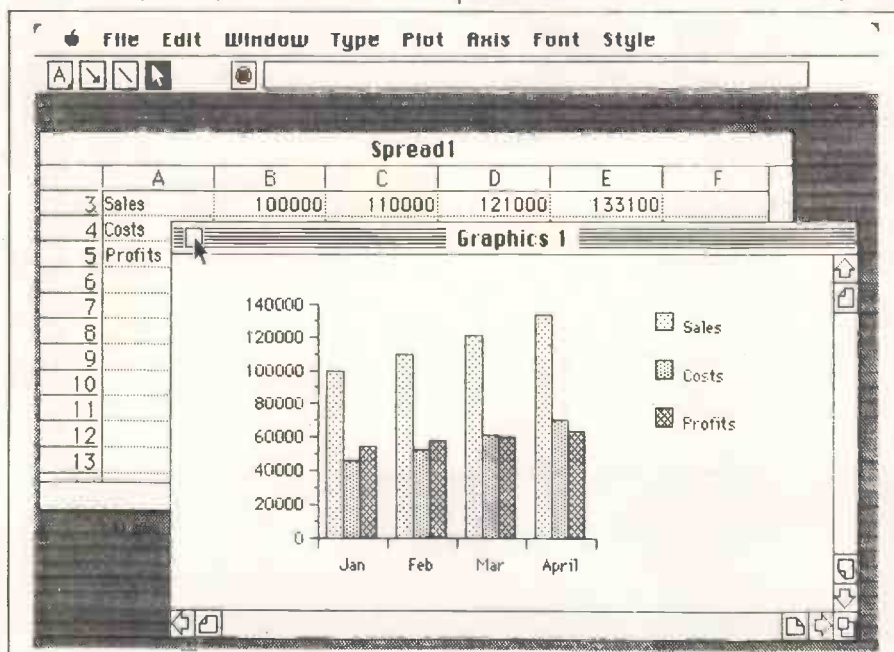 File Edit Window Type Plot Axis Font Style
A
Spread1
A B C D E F
3 Sales 100000 110000 121000 133100
4 Costs
5 Profits
6
7
8
9
10
11
12
13
Graphics 1
140000
120000
100000
80000
60000
40000
20000
0
Jan Feb Mar April
Sales
Costs
Profits